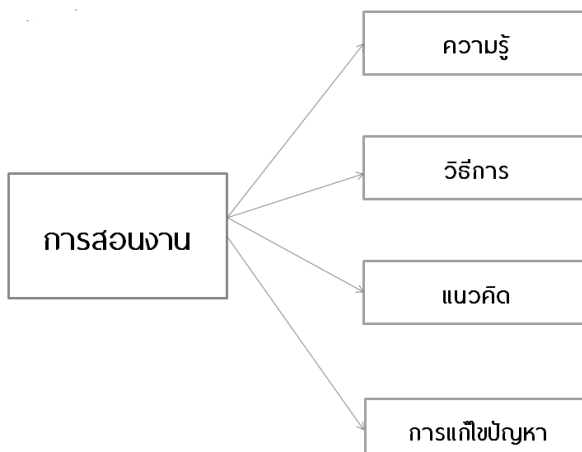 ความรู้
วิธีการ
การสอนงาน
แนวคิด
การแก้ไขปัญหา